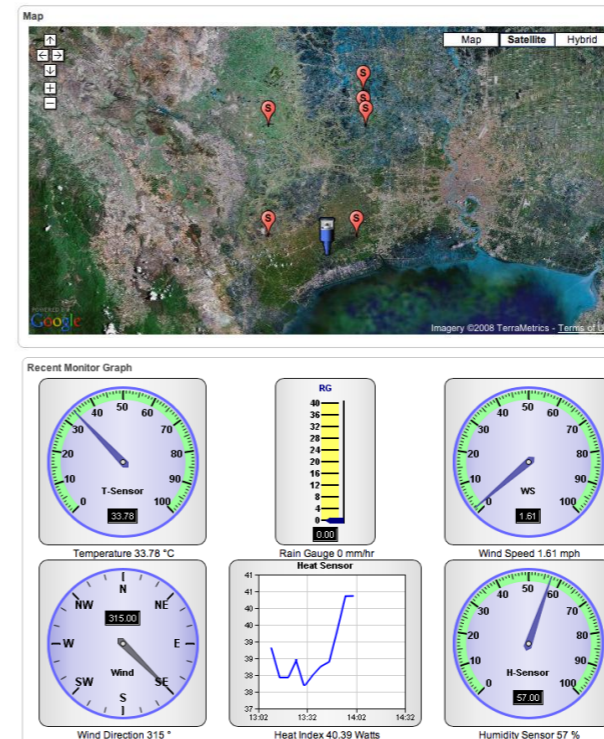 Map
Map Satellite Hybrid
S
S
S
S
S
S
POWERED BY
Google
Imagery ©2008 TerraMetrics - Terms of U
Recent Monitor Graph
0 10 20 30 40 50 60 70 80 90 100
T-Sensor
33.78
Temperature 33.78 °C
RG
40
36
32
28
24
20
16
12
8
4
0
0.00
Rain Gauge 0 mm/hr
0 10 20 30 40 50 60 70 80 90 100
WS
1.61
Wind Speed 1.61 mph
N
NW NE
315.00
W E
Wind
SW SE
S
Wind Direction 315 °
Heat Sensor
41
41
40
40
39
39
38
38
37
13:02 13:32 14:02 14:32
Heat Index 40.39 Watts
0 10 20 30 40 50 60 70 80 90 100
H-Sensor
57.00
Humidity Sensor 57 %